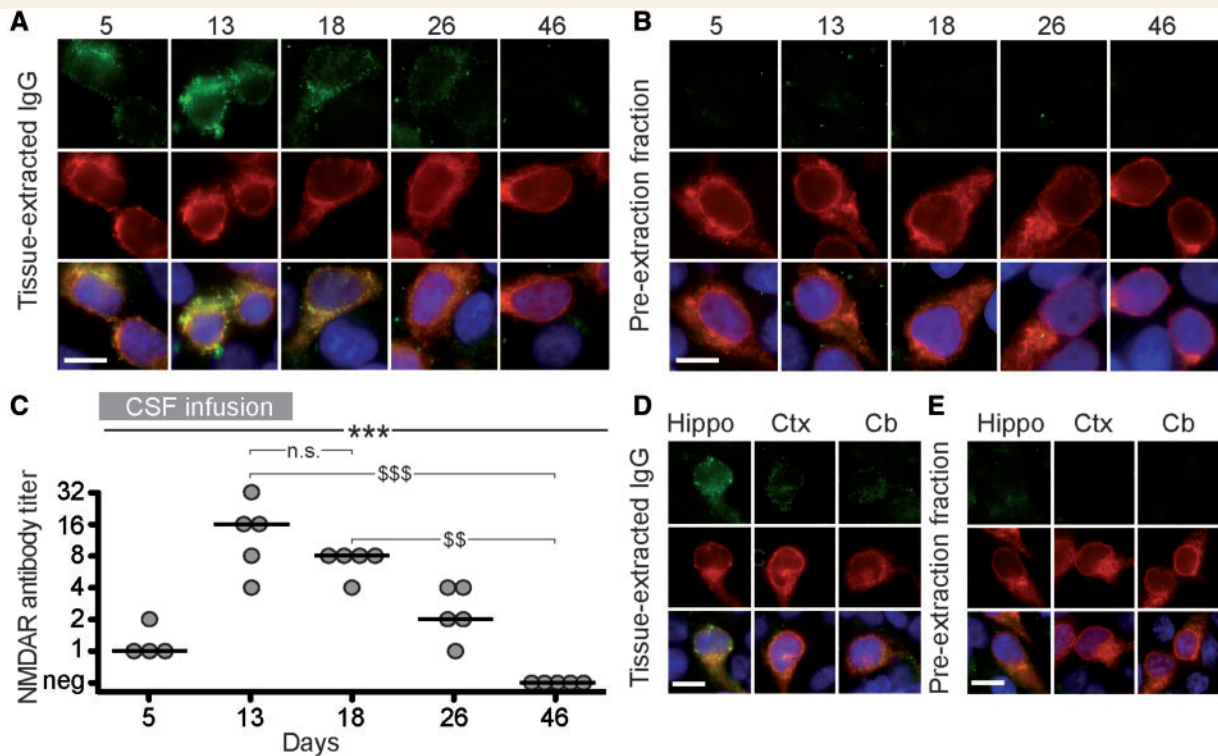 A
5 13 18 26 46
Tissue-extracted IgG
B
5 13 18 26 46
Pre-extraction fraction
C
CSF infusion
***
n.s.
$$$
$$
NMDAR antibody titer
32
16
8
4
2
1
neg
5 13 18 26 46
Days
D
Hippo Ctx Cb
Tissue-extracted IgG
E
Hippo Ctx Cb
Pre-extraction fraction